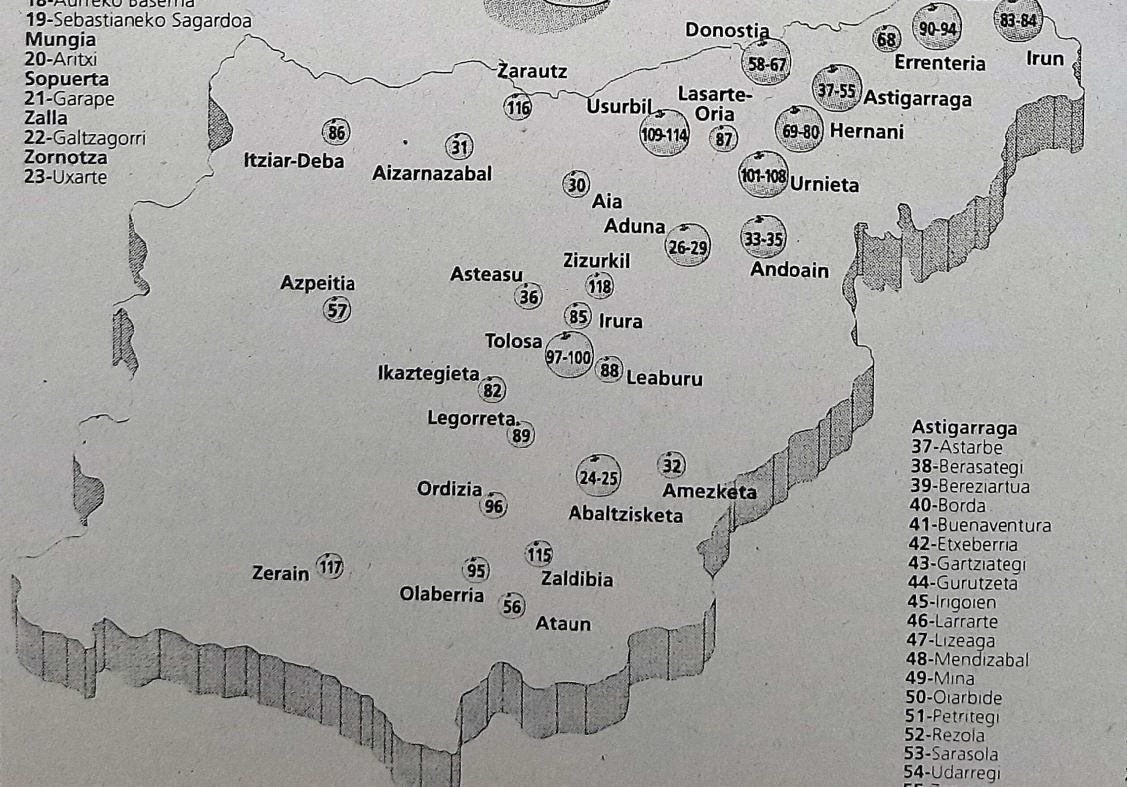 18-Aurreko Baserria
19-Sebastianeko Sagardoa
Mungia
20-Aritxi
Sopuerta
21-Garape
Zalla
22-Galtzagorri
Zornotza
23-Uxarte
Donostia
58-67
68
90-94
Errenteria
83-84
Irun
Zarautz
116
Usurbil
109-114
Lasarte-
Oria
87
37-55
Astigarraga
69-80
Hernani
86
Itziar-Deba
31
Aizarnazabal
30
Aia
101-108
Urnieta
Aduna
26-29
33-35
Andoain
Azpeitia
57
Asteasu
36
Zizurkil
118
85
Irura
Tolosa
97-100
88
Leaburu
Ikaztegieta
82
Legorreta
89
Ordizia
96
24-25
Abaltzisketa
32
Amezketa
Zerain
117
95
Olaberria
115
Zaldibia
56
Ataun
Astigarraga
37-Astarbe
38-Berasategi
39-Bereziartua
40-Borda
41-Buenaventura
42-Etxeberria
43-Gartziategi
44-Gurutzeta
45-Irigoien
46-Larrarte
47-Lizeaga
48-Mendizabal
49-Mina
50-Oiarbide
51-Petritegi
52-Rezola
53-Sarasola
54-Udarregi